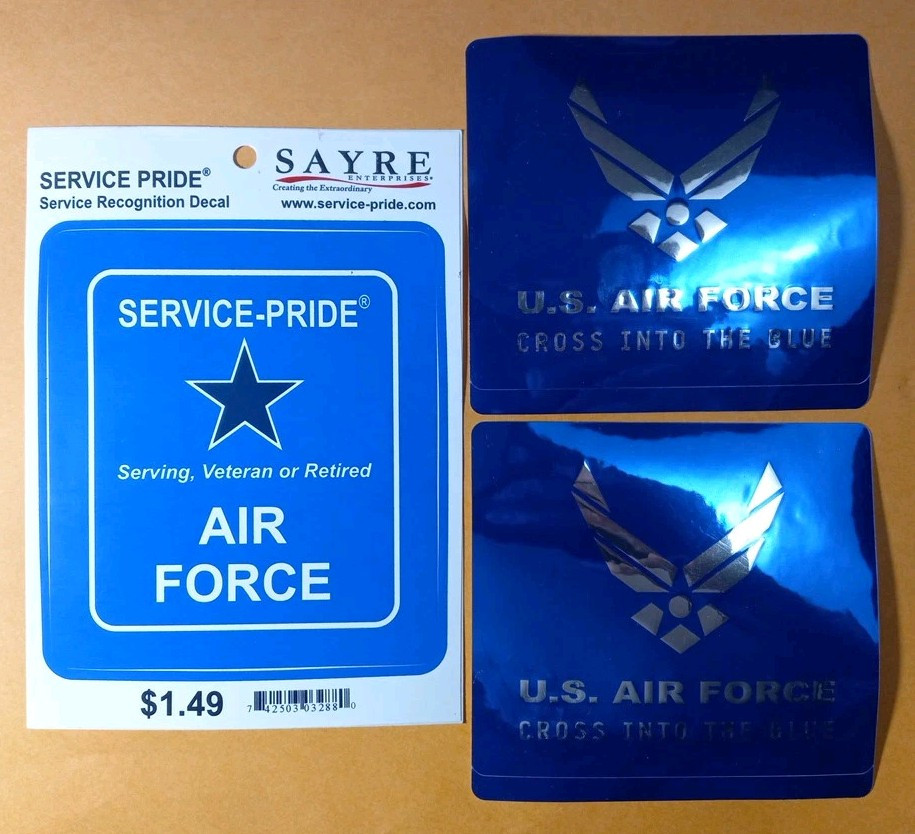 SERVICE PRIDE®
Service Recognition Decal
SAYRE
ENTERPRISES®
Creating the Extraordinary
www.service-pride.com
SERVICE-PRIDE®
Serving, Veteran or Retired
AIR
FORCE
$1.49
7 42503 03288 0
U.S. AIR FORCE
CROSS INTO THE BLUE
U.S. AIR FORCE
CROSS INTO THE BLUE